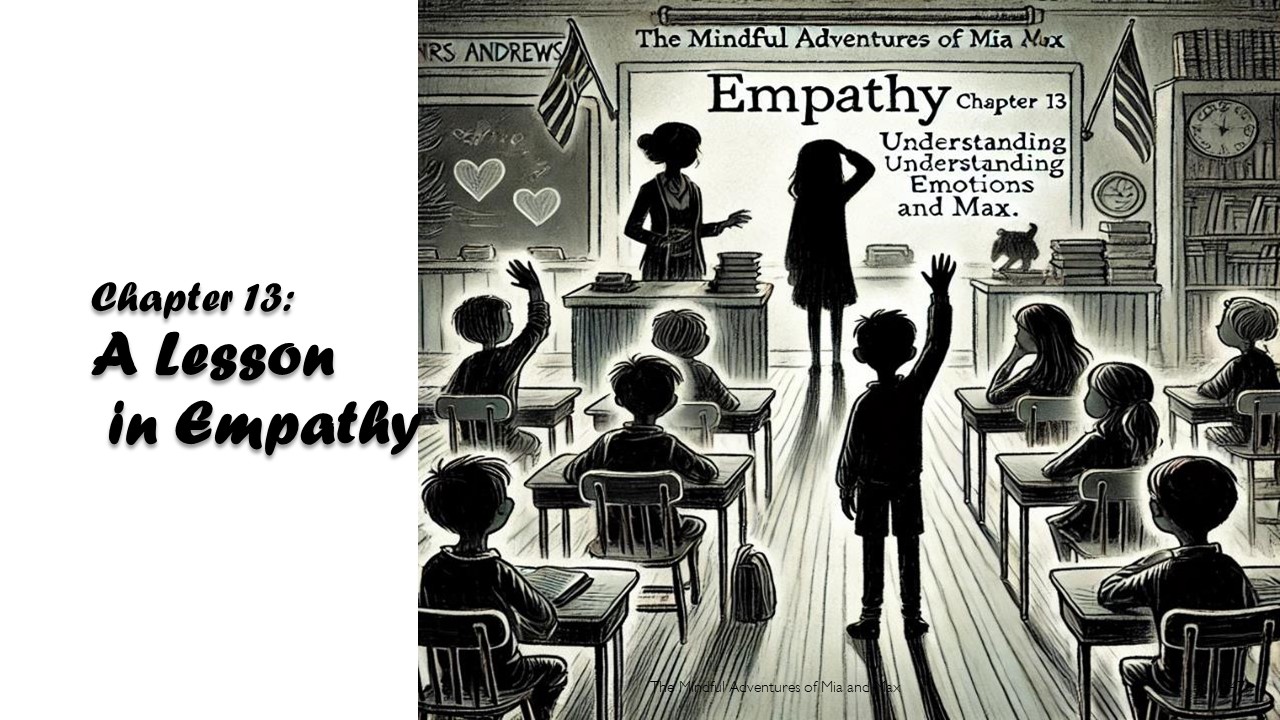 Chapter 13:
A Lesson
in Empathy
MRS ANDREWS
The Mindful Adventures of Mia Max
Empathy Chapter 13
Understanding
Understanding
Emotions
and Max.
The Mindful Adventures of Mia and Max